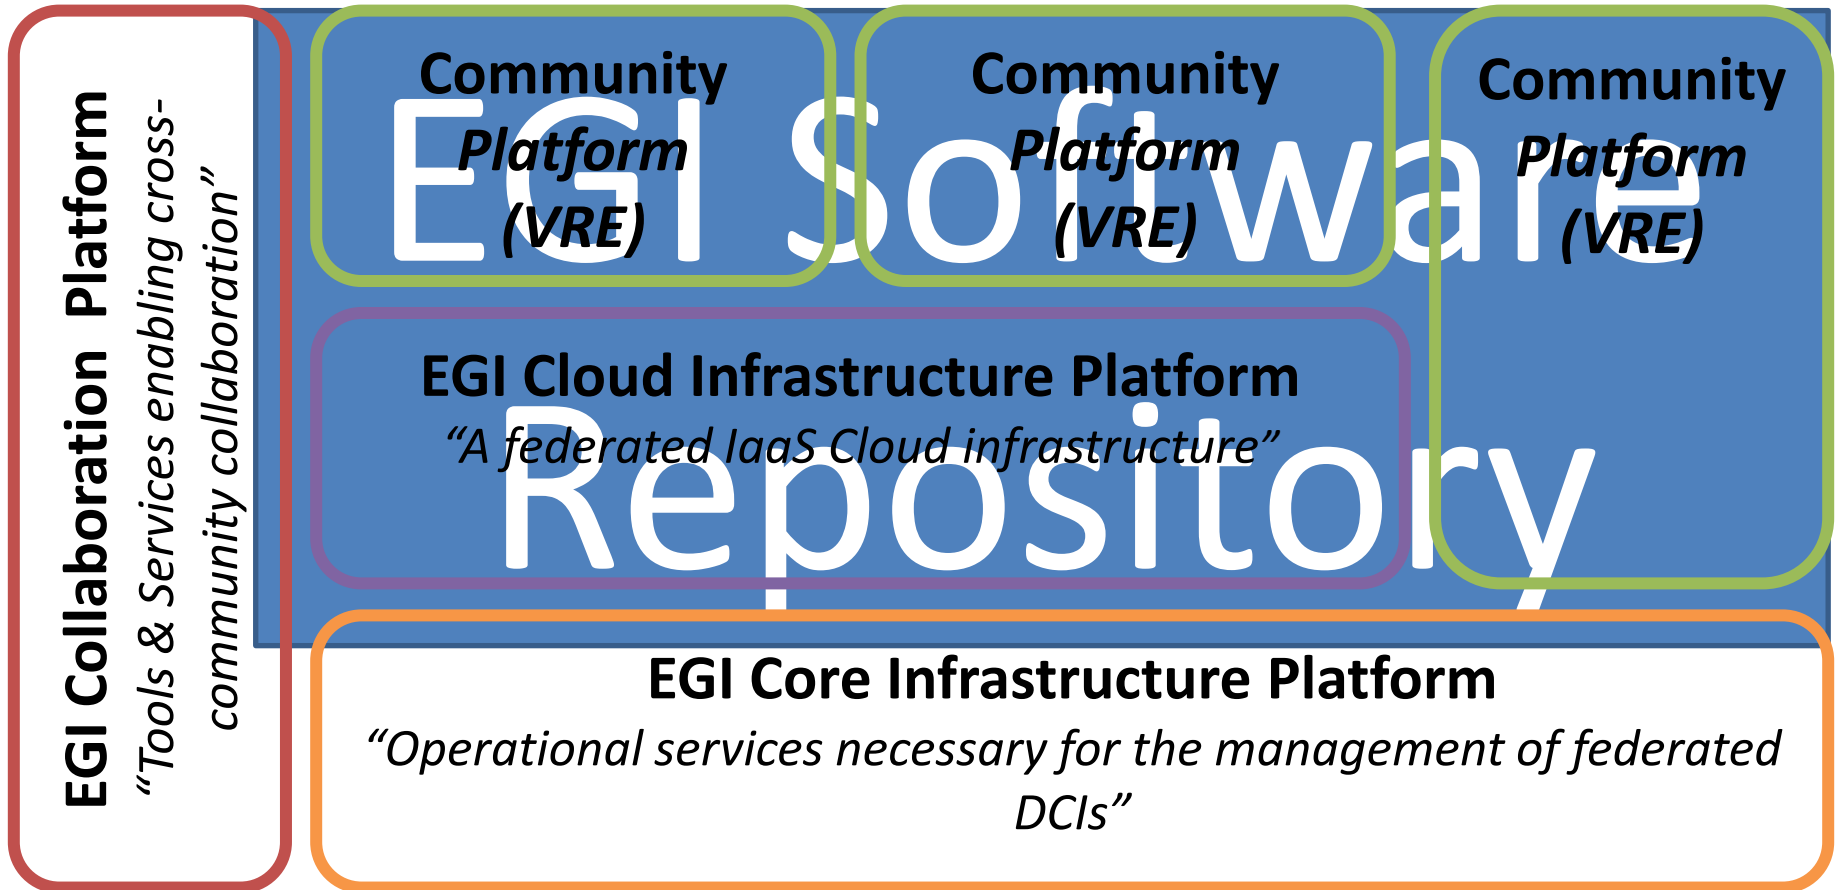 EGI Collaboration Platform
“Tools & Services enabling cross-
community collaboration”
Community
Platform
(VRE)
Community
Platform
(VRE)
Community
Platform
(VRE)
EGI Software
Repository
EGI Cloud Infrastructure Platform
“A federated IaaS Cloud infrastructure”
EGI Core Infrastructure Platform
“Operational services necessary for the management of federated
DCIs”